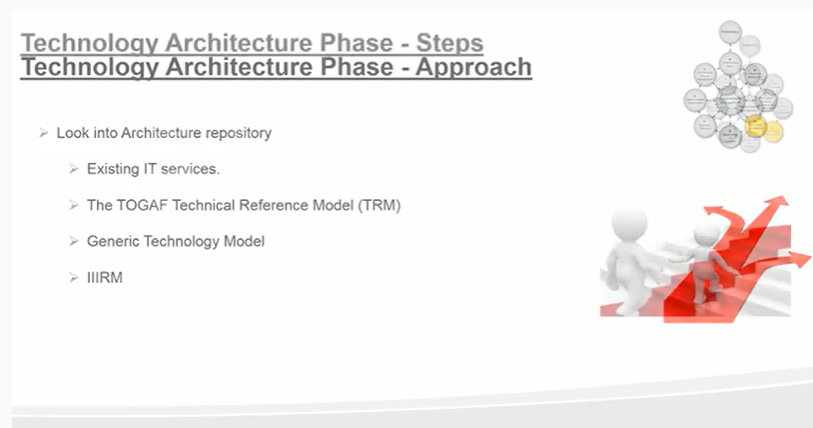 Technology Architecture Phase - Steps
Technology Architecture Phase - Approach
Look into Architecture repository
Existing IT services.
The TOGAF Technical Reference Model (TRM)
Generic Technology Model
IIIRM